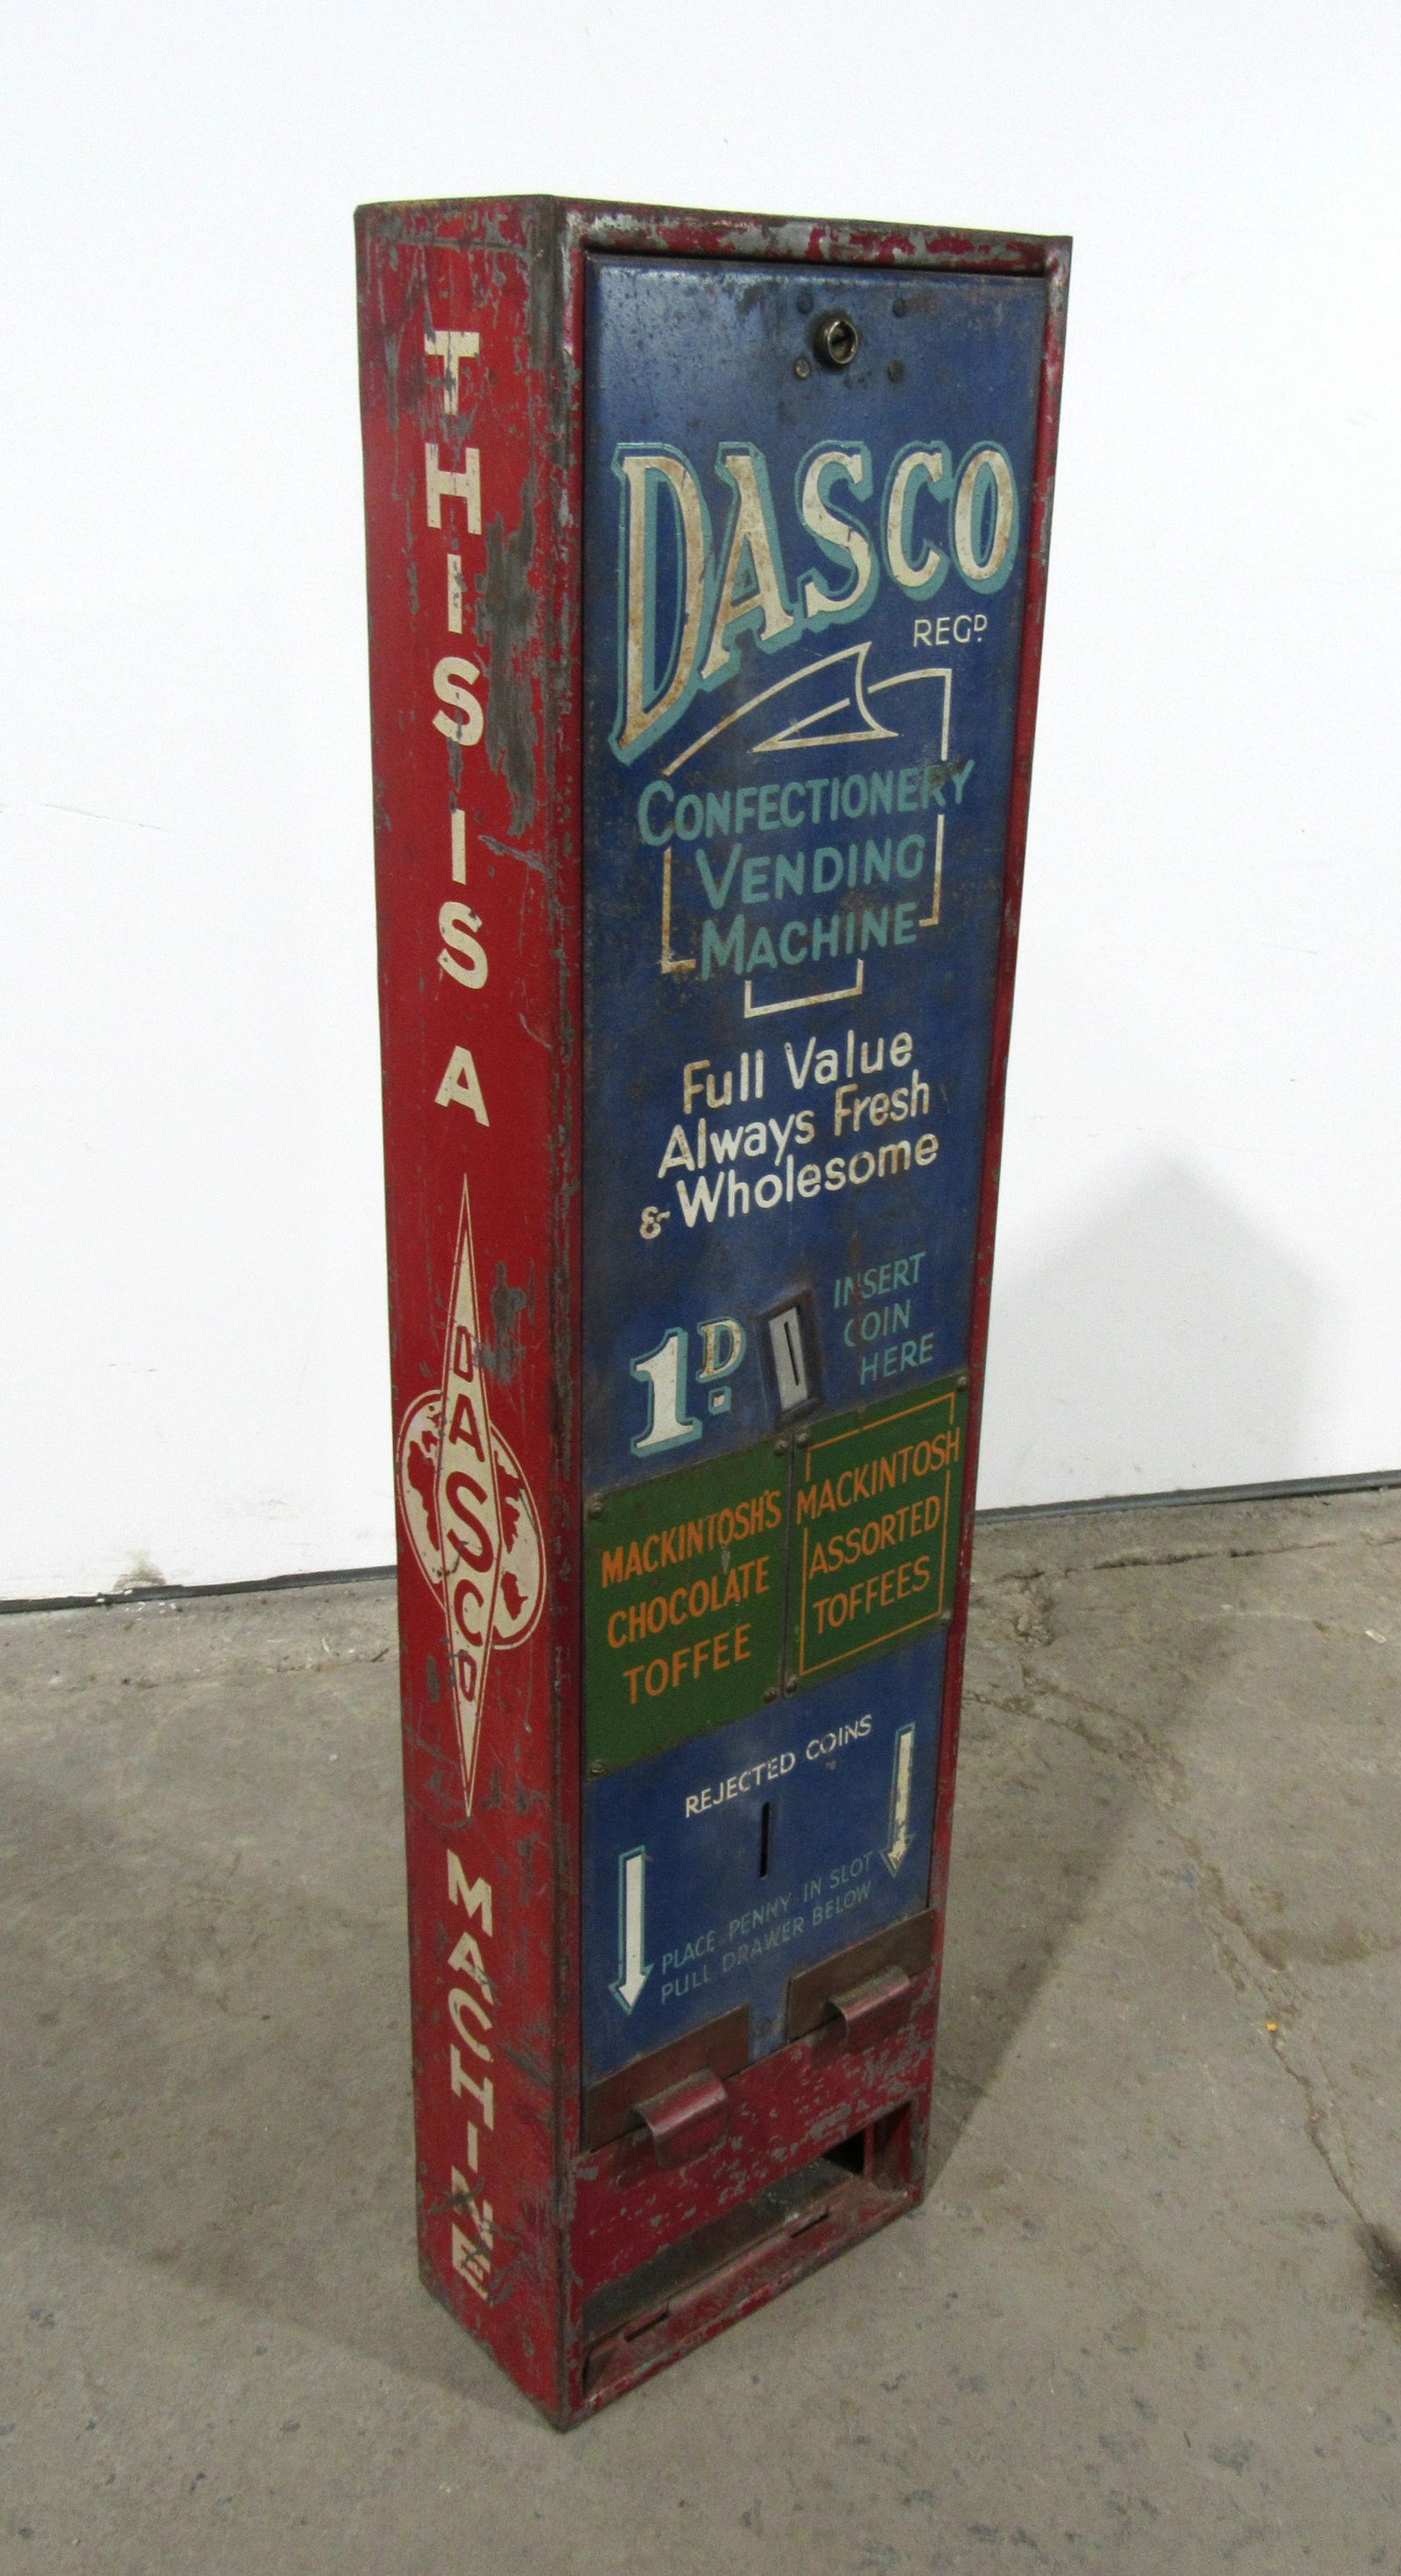 THIS IS A
DASCO
MACHINE
DASCO
REGD.
CONFECTIONERY
VENDING
MACHINE
Full Value
Always Fresh
& Wholesome
1D.
INSERT
COIN
HERE
MACKINTOSH'S
CHOCOLATE
TOFFEE
MACKINTOSH
ASSORTED
TOFFEES
REJECTED COINS
PLACE PENNY IN SLOT
PULL DRAWER BELOW